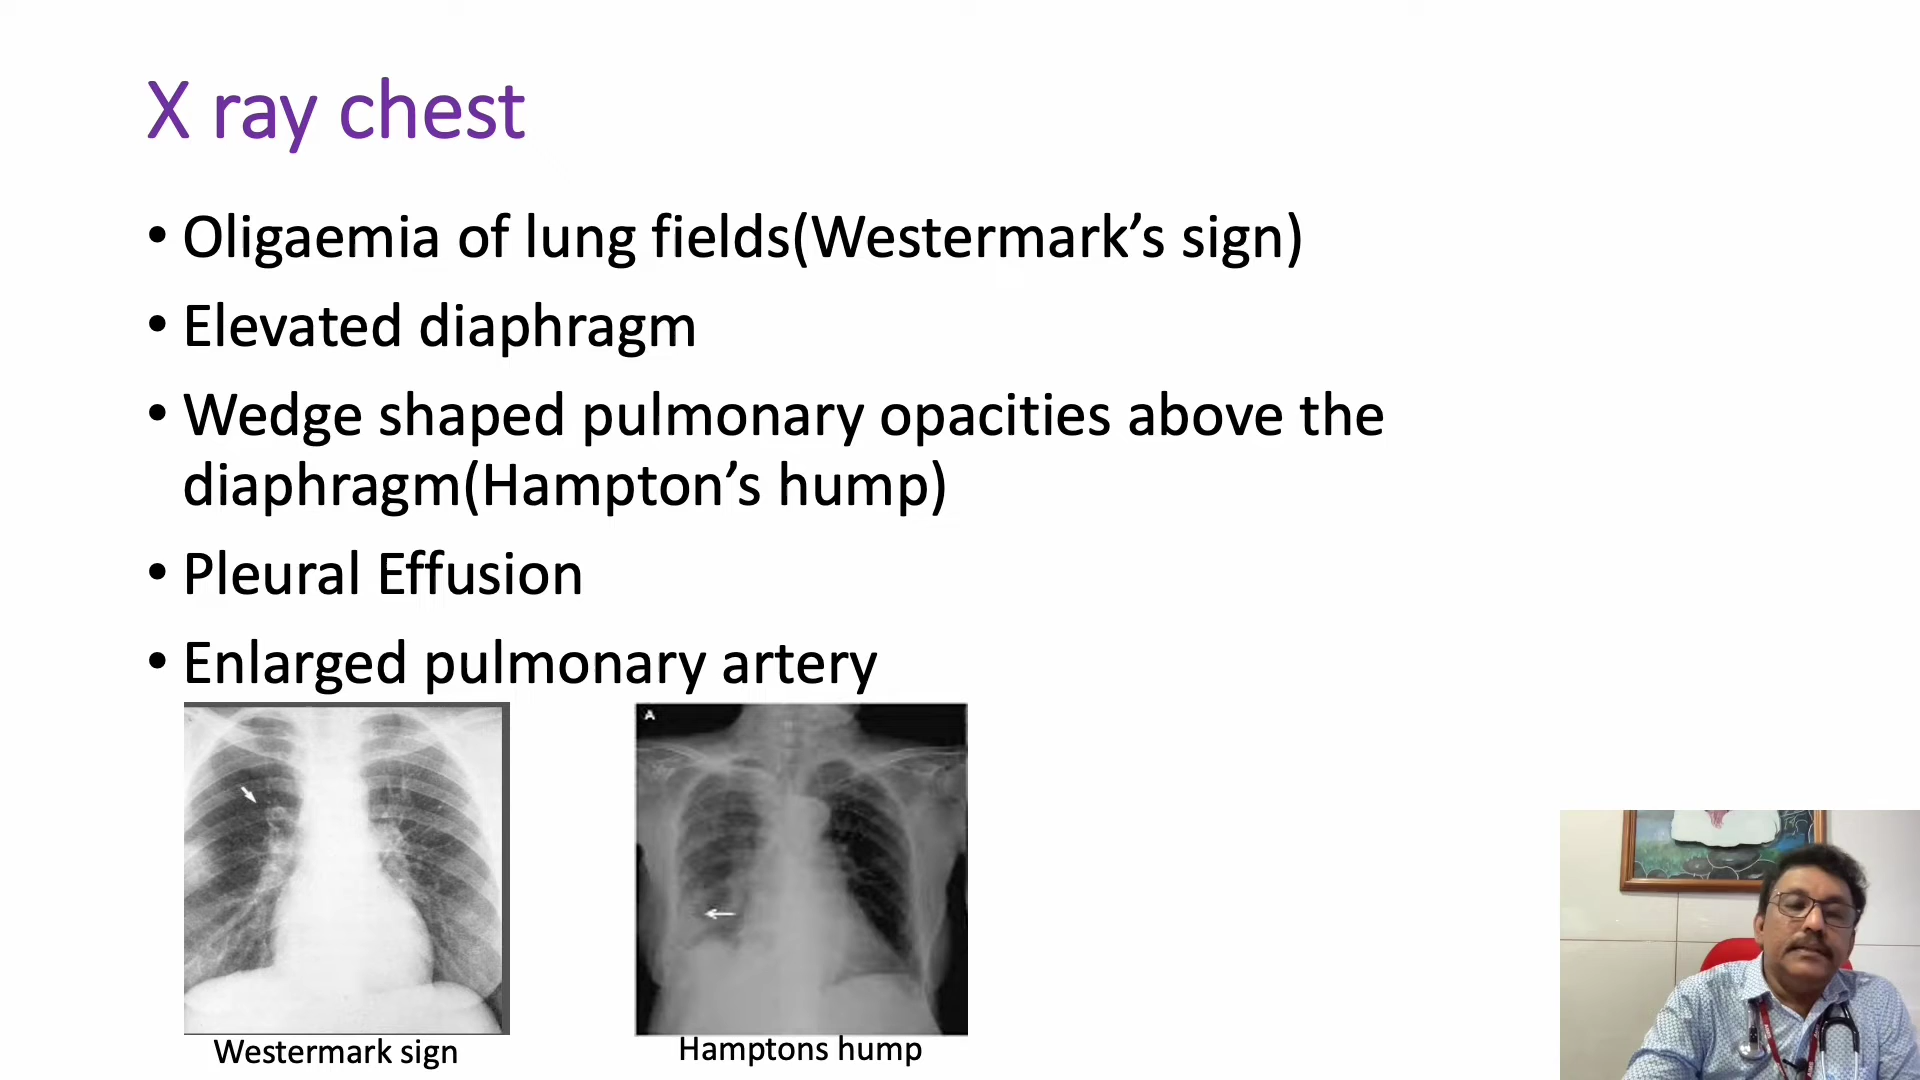 X ray chest
• Oligaemia of lung fields(Westermark’s sign)
• Elevated diaphragm
• Wedge shaped pulmonary opacities above the
diaphragm(Hampton’s hump)
• Pleural Effusion
• Enlarged pulmonary artery
A
Westermark sign
Hamptons hump